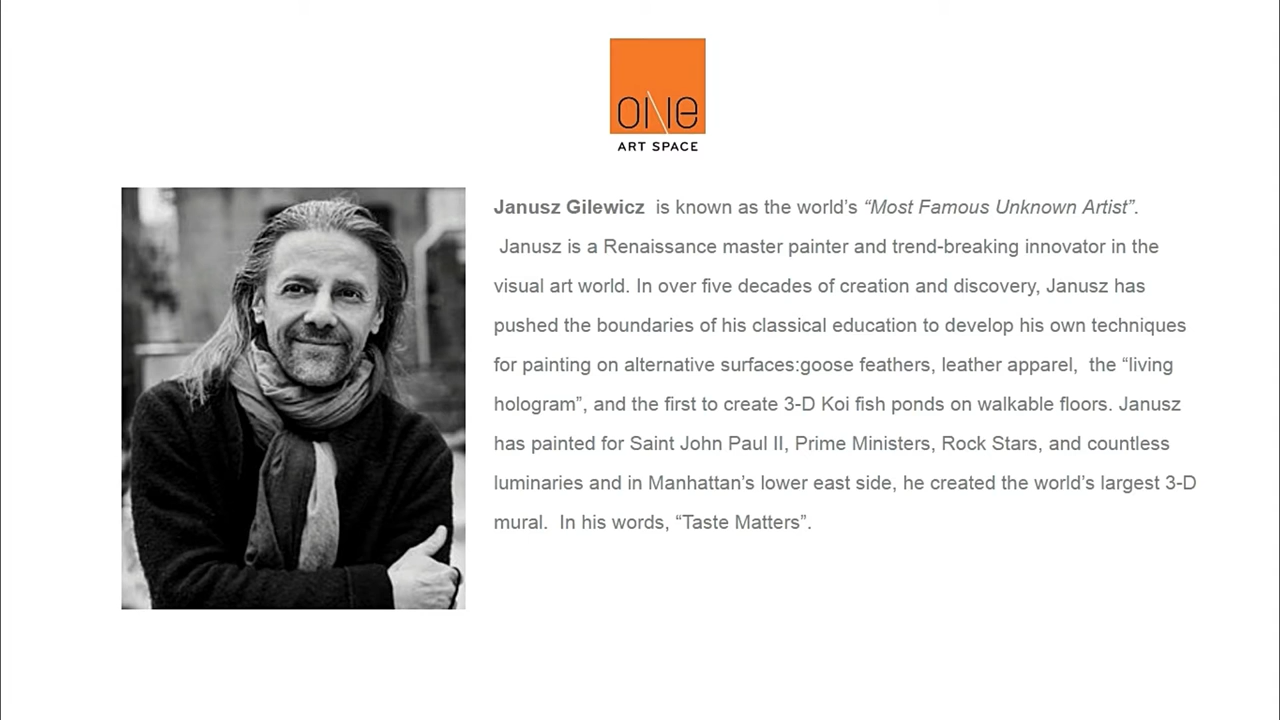 oNe
ART SPACE
Janusz Gilewicz is known as the world’s “Most Famous Unknown Artist”.
Janusz is a Renaissance master painter and trend-breaking innovator in the
visual art world. In over five decades of creation and discovery, Janusz has
pushed the boundaries of his classical education to develop his own techniques
for painting on alternative surfaces:goose feathers, leather apparel, the “living
hologram”, and the first to create 3-D Koi fish ponds on walkable floors. Janusz
has painted for Saint John Paul II, Prime Ministers, Rock Stars, and countless
luminaries and in Manhattan’s lower east side, he created the world’s largest 3-D
mural. In his words, “Taste Matters”.